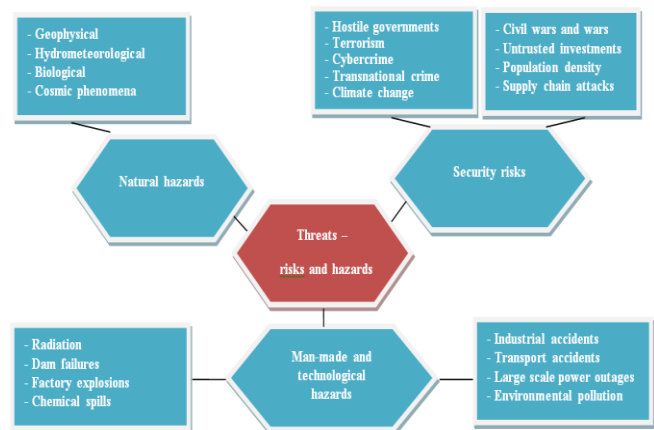 - Geophysical
- Hydrometeorological
- Biological
- Cosmic phenomena
- Hostile governments
- Terrorism
- Cybercrime
- Transnational crime
- Climate change
- Civil wars and wars
- Untrusted investments
- Population density
- Supply chain attacks
Natural hazards
Security risks
Threats –
risks and hazards
- Radiation
- Dam failures
- Factory explosions
- Chemical spills
Man-made and
technological
hazards
- Industrial accidents
- Transport accidents
- Large scale power outages
- Environmental pollution